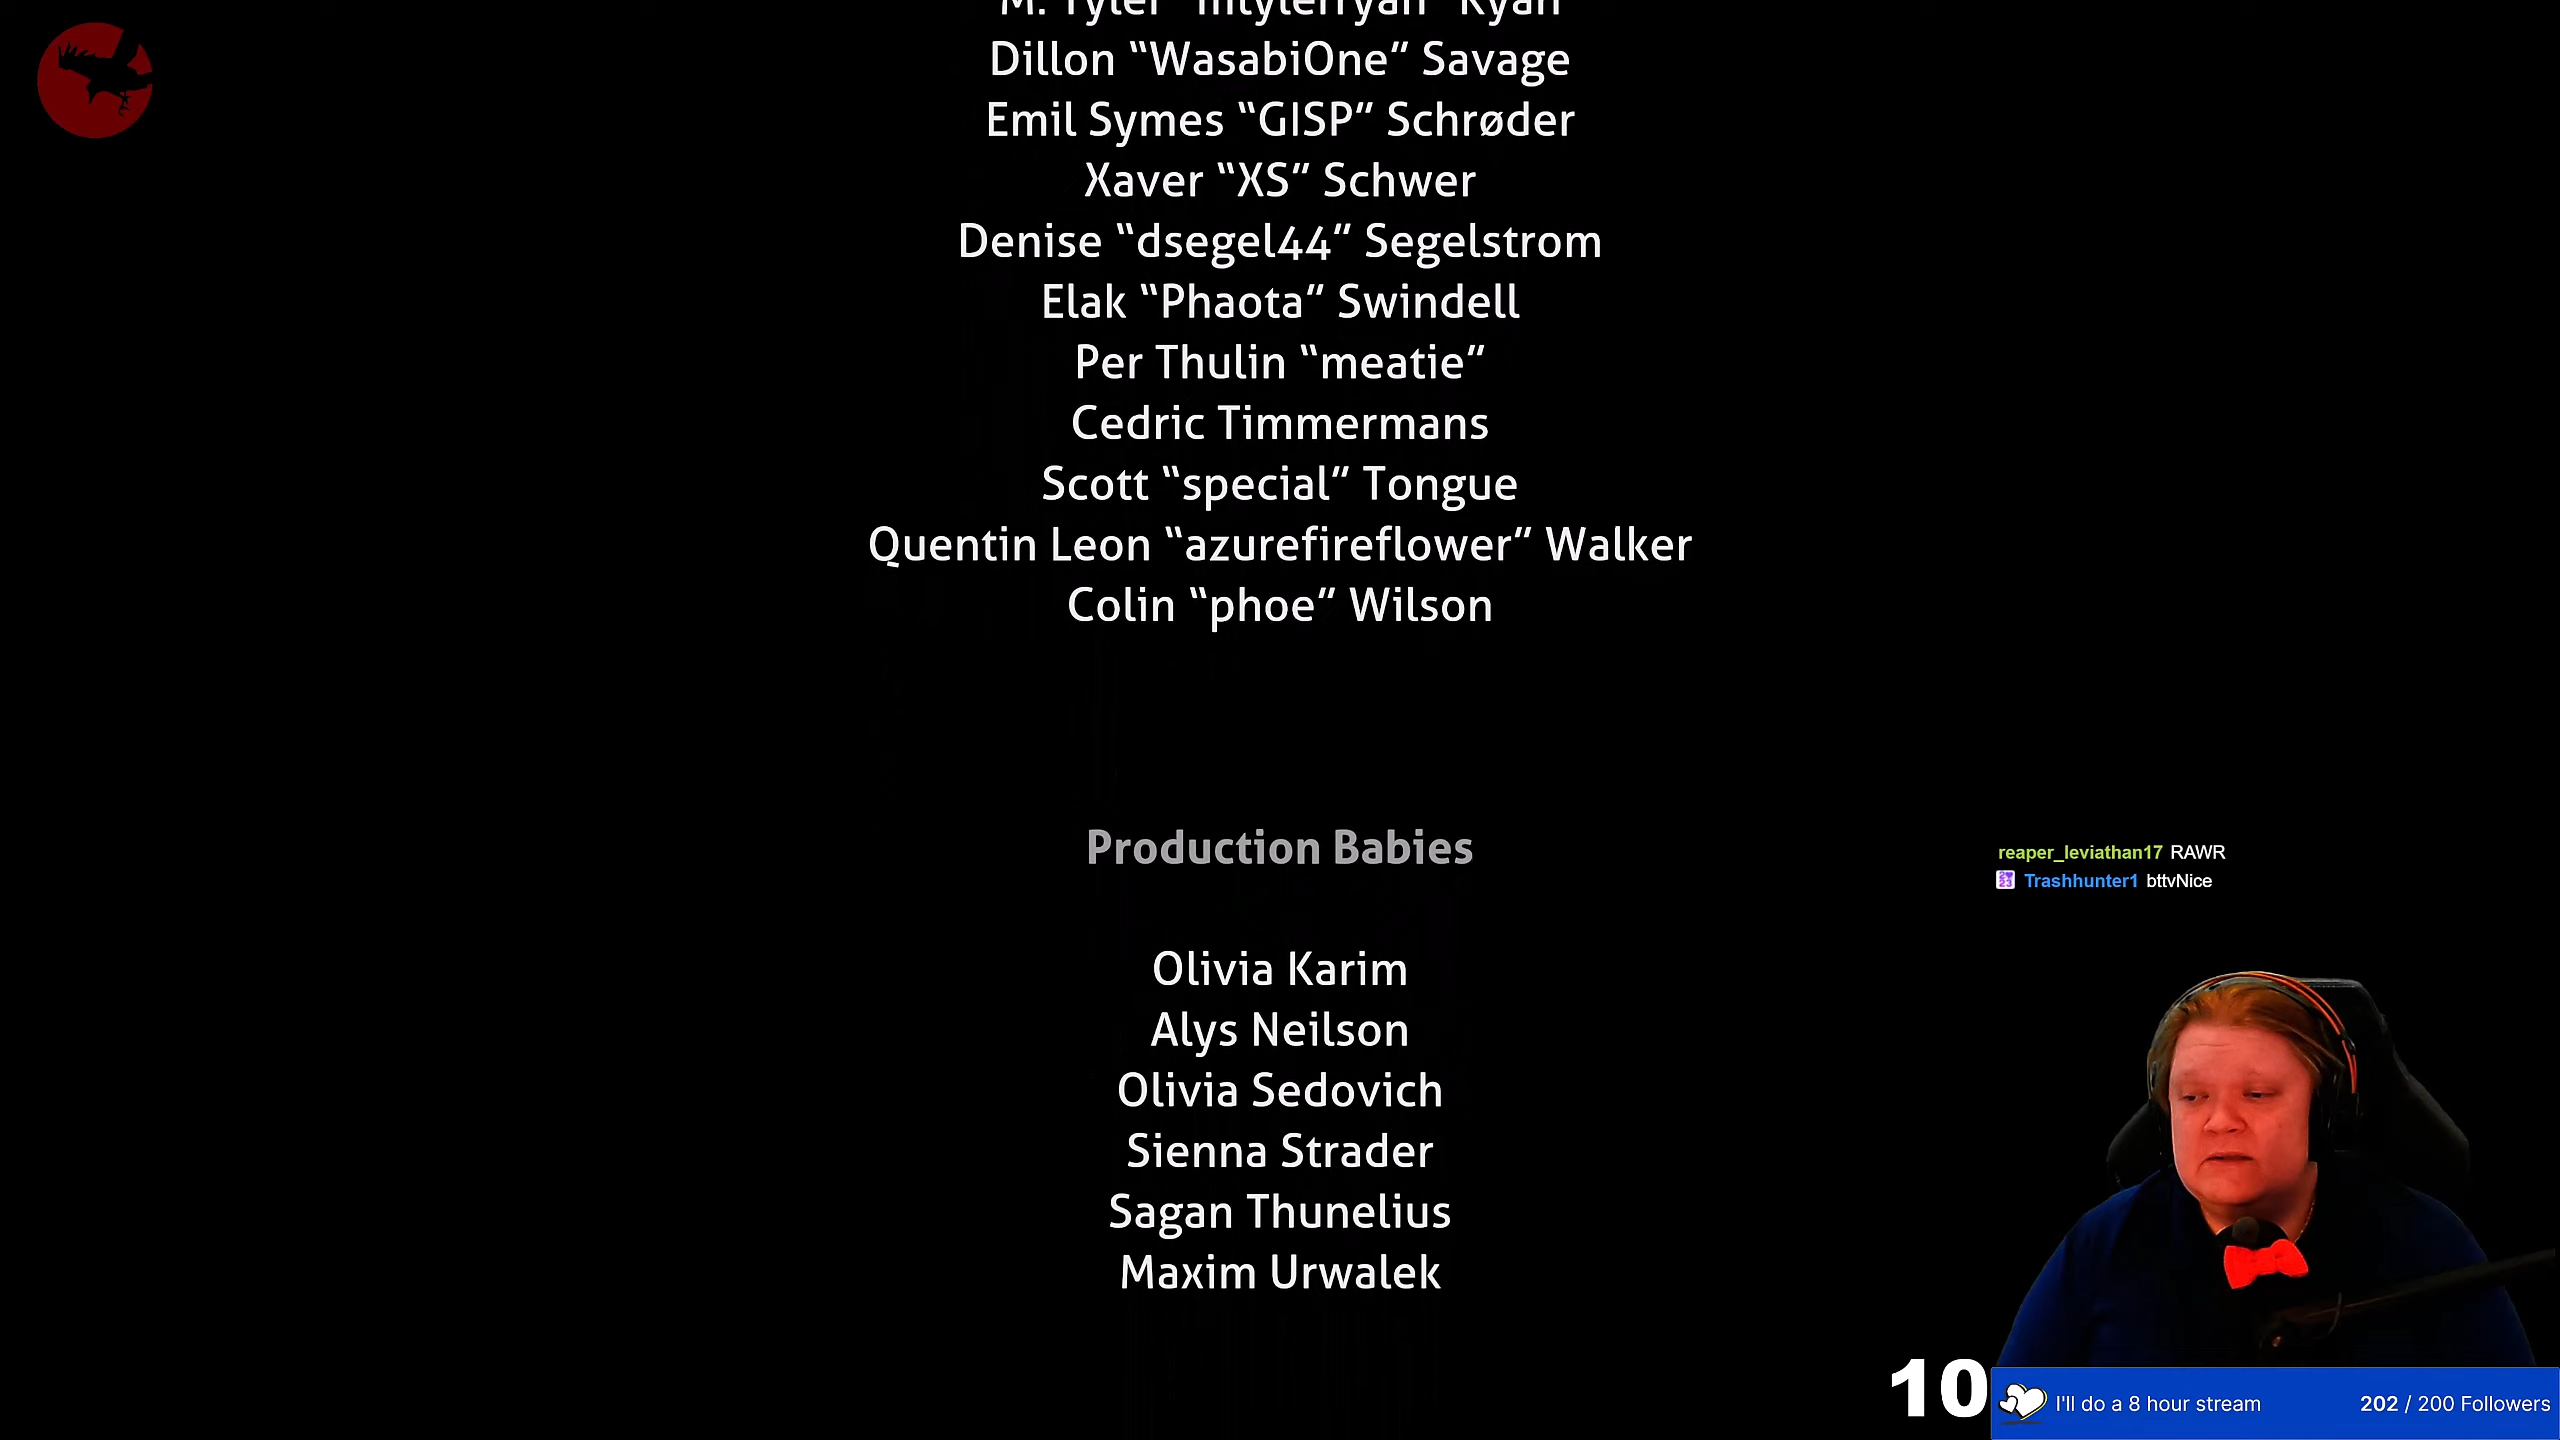 M. Tyler “mtylerryan” Ryan
Dillon “WasabiOne” Savage
Emil Symes “GISP” Schrøder
Xaver “XS” Schwer
Denise “dsegel44” Segelstrom
Elak “Phaota” Swindell
Per Thulin “meatie”
Cedric Timmermans
Scott “special” Tongue
Quentin Leon “azurefireflower” Walker
Colin “phoe” Wilson
Production Babies
Olivia Karim
Alys Neilson
Olivia Sedovich
Sienna Strader
Sagan Thunelius
Maxim Urwalek
reaper_leviathan17 RAWR
Trashhunter1 bttvNice
10
I'll do a 8 hour stream 202 / 200 Followers